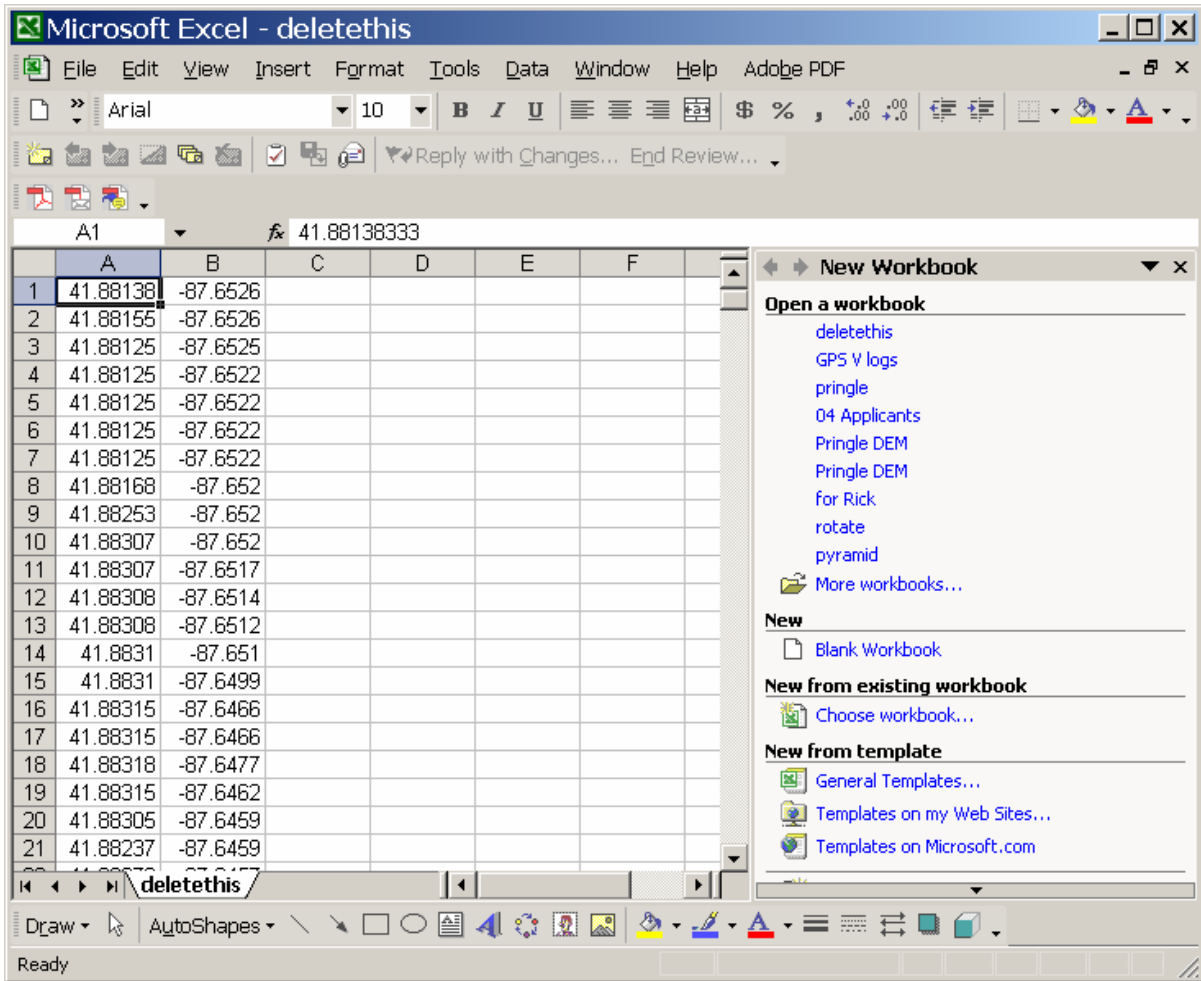 Microsoft Excel - deletethis
File Edit View Insert Format Tools Data Window Help Adobe PDF
Arial 10 B I U $ % ,
Reply with Changes... End Review...
A1 fx 41.88138333
A B C D E F
1 41.88138 -87.6526
2 41.88155 -87.6526
3 41.88125 -87.6525
4 41.88125 -87.6522
5 41.88125 -87.6522
6 41.88125 -87.6522
7 41.88125 -87.6522
8 41.88168 -87.652
9 41.88253 -87.652
10 41.88307 -87.652
11 41.88307 -87.6517
12 41.88308 -87.6514
13 41.88308 -87.6512
14 41.8831 -87.651
15 41.8831 -87.6499
16 41.88315 -87.6466
17 41.88315 -87.6466
18 41.88318 -87.6477
19 41.88315 -87.6462
20 41.88305 -87.6459
21 41.88237 -87.6459
New Workbook
Open a workbook
deletethis
GPS V logs
pringle
04 Applicants
Pringle DEM
Pringle DEM
for Rick
rotate
pyramid
More workbooks...
New
Blank Workbook
New from existing workbook
Choose workbook...
New from template
General Templates...
Templates on my Web Sites...
Templates on Microsoft.com
deletethis
Draw AutoShapes
Ready